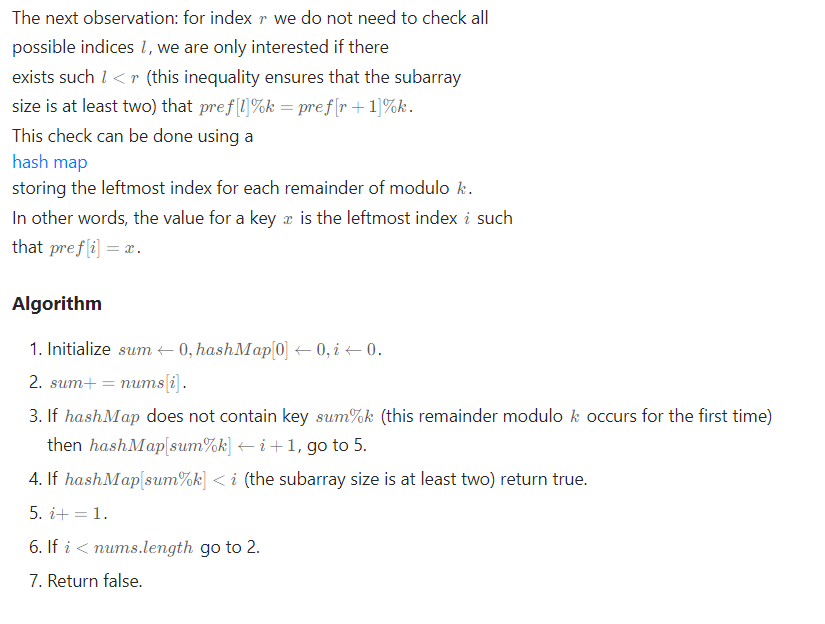 The next observation: for index r we do not need to check all
possible indices l, we are only interested if there
exists such l < r (this inequality ensures that the subarray
size is at least two) that pref[l]%k = pref[r + 1]%k.
This check can be done using a
hash map
storing the leftmost index for each remainder of modulo k.
In other words, the value for a key x is the leftmost index i such
that pref[i] = x.
Algorithm
1. Initialize sum ← 0, hashMap[0] ← 0, i ← 0.
2. sum+ = nums[i].
3. If hashMap does not contain key sum%k (this remainder modulo k occurs for the first time)
then hashMap[sum%k] ← i + 1, go to 5.
4. If hashMap[sum%k] < i (the subarray size is at least two) return true.
5. i+ = 1.
6. If i < nums.length go to 2.
7. Return false.